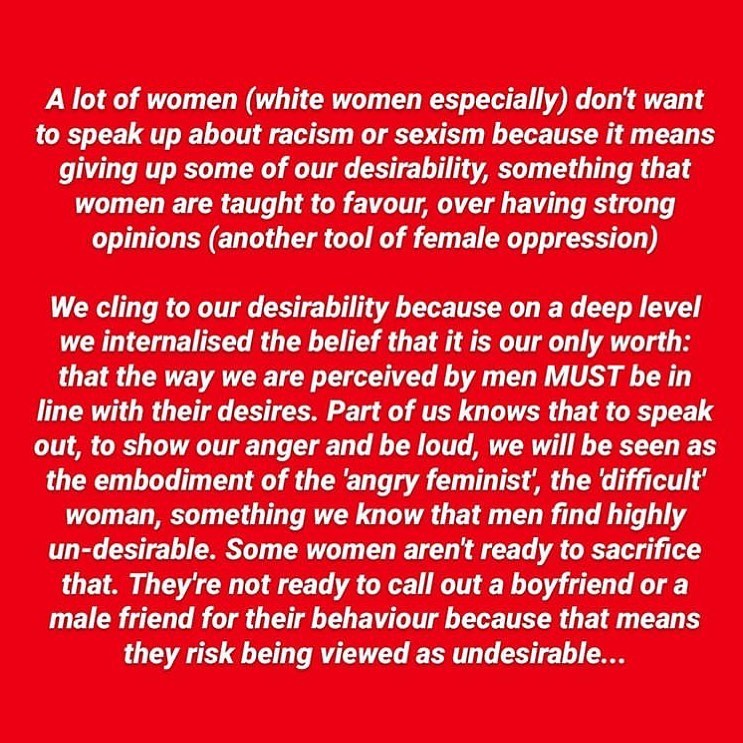 A lot of women (white women especially) don't want
to speak up about racism or sexism because it means
giving up some of our desirability, something that
women are taught to favour, over having strong
opinions (another tool of female oppression)
We cling to our desirability because on a deep level
we internalised the belief that it is our only worth:
that the way we are perceived by men MUST be in
line with their desires. Part of us knows that to speak
out, to show our anger and be loud, we will be seen as
the embodiment of the 'angry feminist', the 'difficult'
woman, something we know that men find highly
un-desirable. Some women aren't ready to sacrifice
that. They're not ready to call out a boyfriend or a
male friend for their behaviour because that means
they risk being viewed as undesirable...